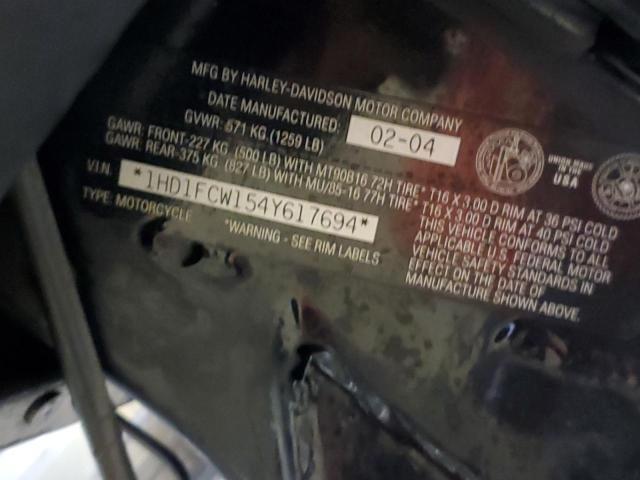 MFG BY HARLEY-DAVIDSON MOTOR COMPANY
DATE MANUFACTURED: 02-04
GVWR: 571 KG.(1259 LB)
GAWR: FRONT-227 KG (500 LB) WITH MT90B16 72H TIRE* T16 X 3.00 D RIM AT 36 PSI COLD
GAWR: REAR-375 KG (827 LB) WITH MU/85-16 77H TIRE* T16 X 3.00 D RIM AT 40 PSI COLD
V.I.N. *1HD1FCW154Y617694*
TYPE: MOTORCYCLE
*WARNING - SEE RIM LABELS
THIS VEHICLE CONFORMS TO ALL
APPLICABLE U.S. FEDERAL MOTOR
VEHICLE SAFETY STANDARDS IN
EFFECT ON THE DATE OF
MANUFACTURE SHOWN ABOVE.
UNION MADE IN
USA